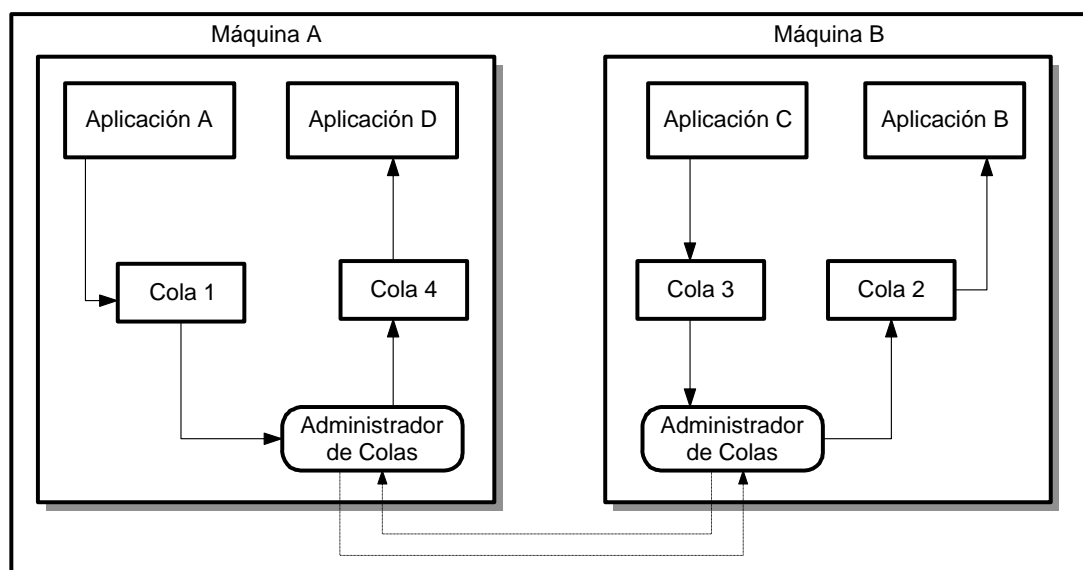 Máquina A
Máquina B
Aplicación A
Aplicación D
Aplicación C
Aplicación B
Cola 1
Cola 4
Cola 3
Cola 2
Administrador
de Colas
Administrador
de Colas